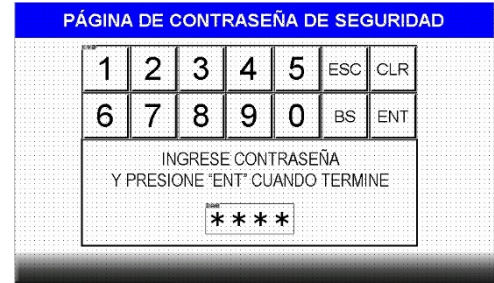 PÁGINA DE CONTRASEÑA DE SEGURIDAD
1 2 3 4 5 ESC CLR
6 7 8 9 0 BS ENT
INGRESE CONTRASEÑA
Y PRESIONE "ENT" CUANDO TERMINE
****